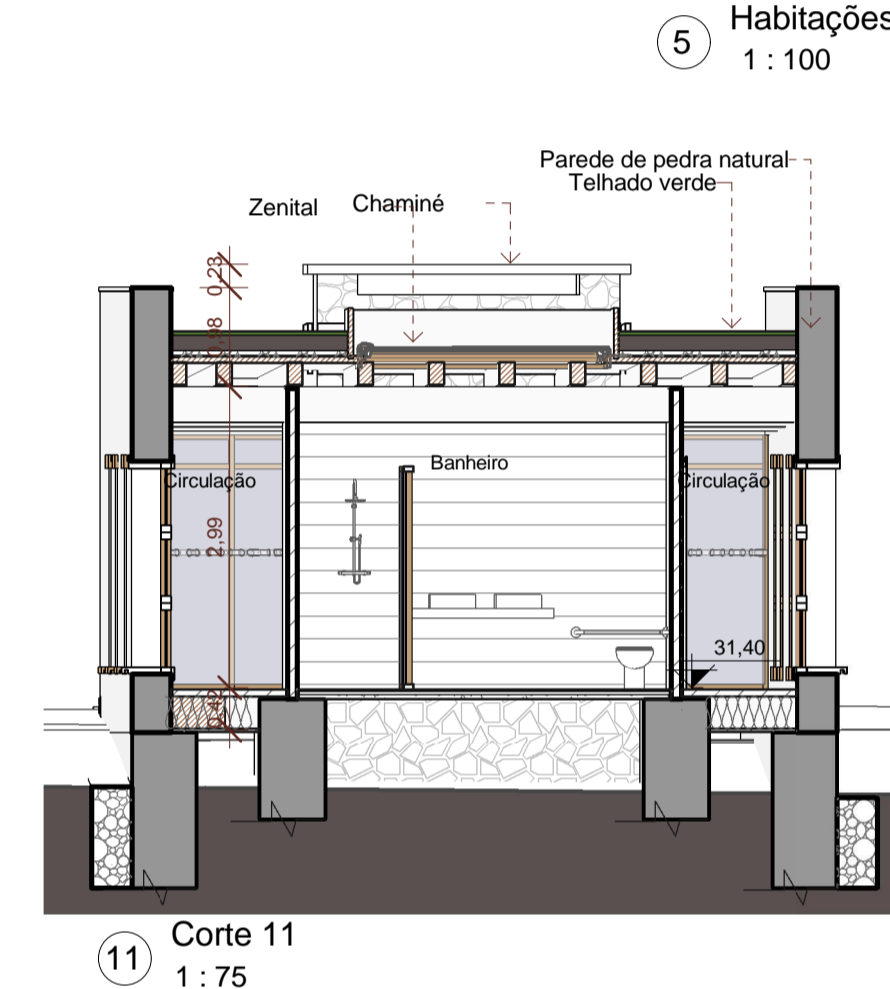 5
Habitações
1 : 100
Parede de pedra natural
Telhado verde
Zenital
Chaminé
0,23
0,98
Banheiro
Circulação
Circulação
2,99
31,40
0,42
11
Corte 11
1 : 75